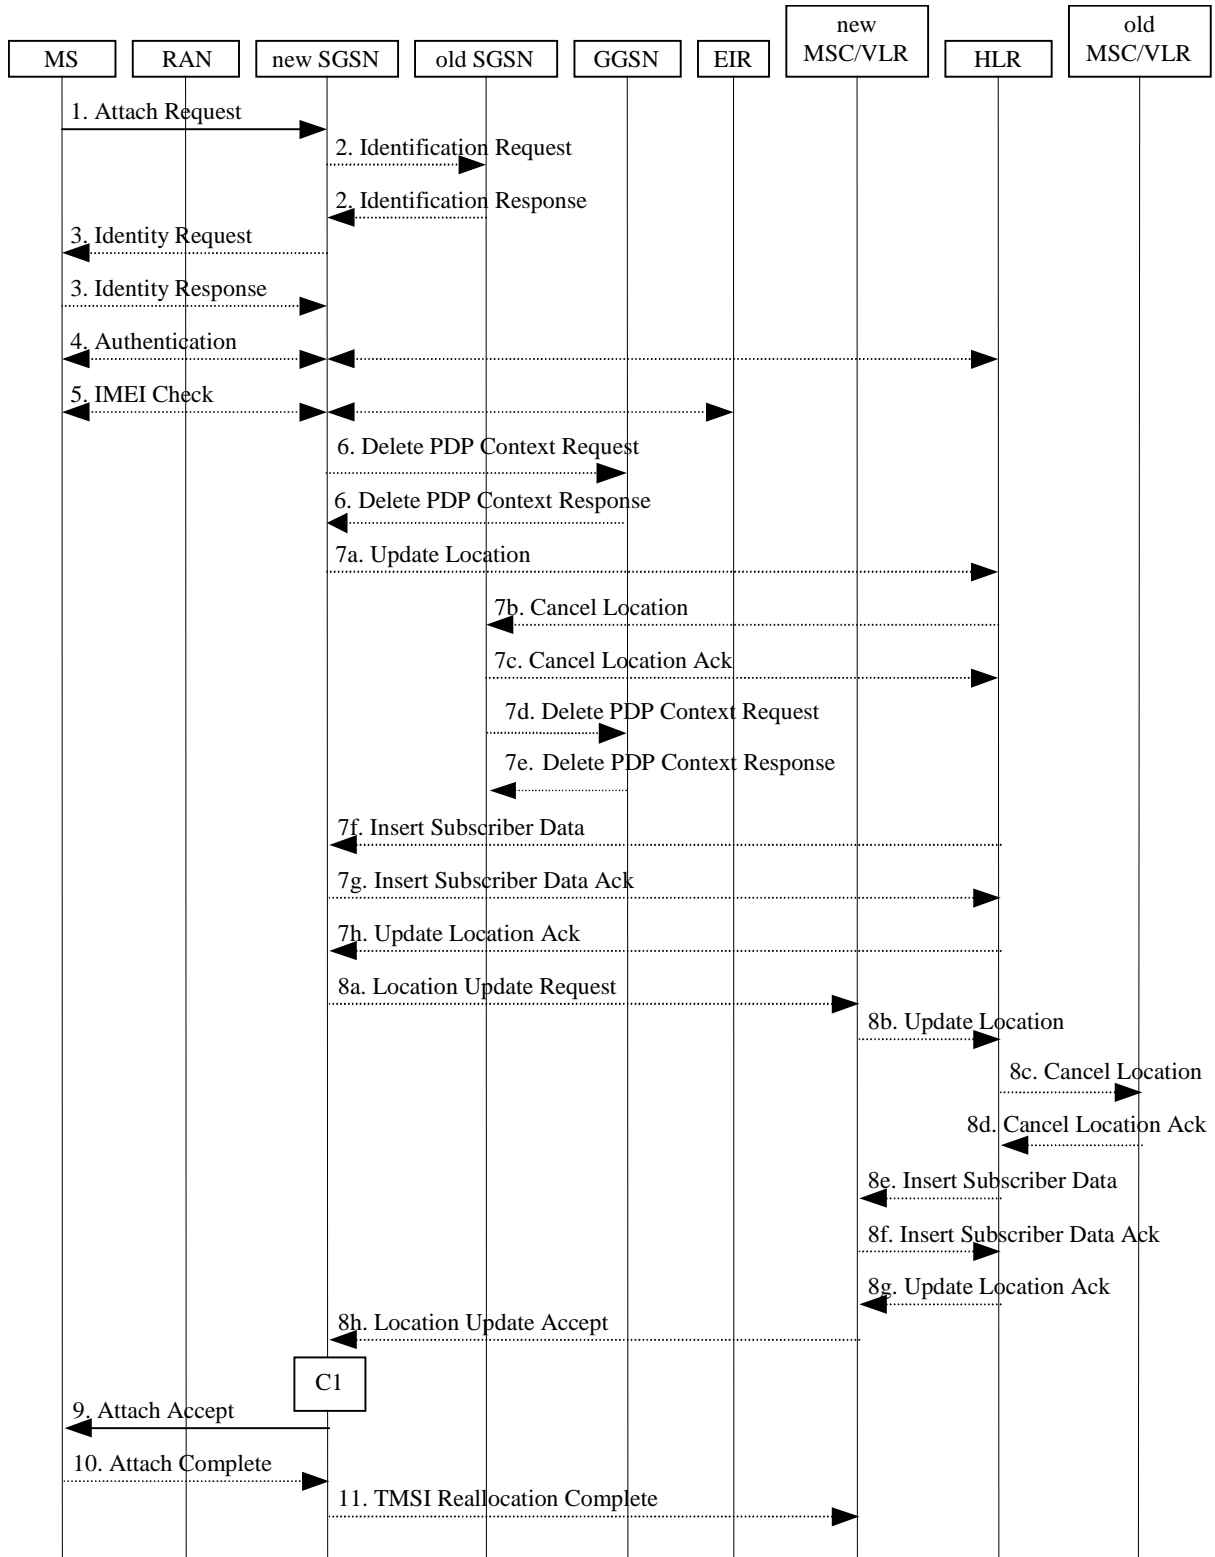 new
MSC/VLR
old
MSC/VLR
MS
RAN
new SGSN
old SGSN
GGSN
EIR
HLR
1. Attach Request
2. Identification Request
2. Identification Response
3. Identity Request
3. Identity Response
4. Authentication
5. IMEI Check
6. Delete PDP Context Request
6. Delete PDP Context Response
7a. Update Location
7b. Cancel Location
7c. Cancel Location Ack
7d. Delete PDP Context Request
7e. Delete PDP Context Response
7f. Insert Subscriber Data
7g. Insert Subscriber Data Ack
7h. Update Location Ack
8a. Location Update Request
8b. Update Location
8c. Cancel Location
8d. Cancel Location Ack
8e. Insert Subscriber Data
8f. Insert Subscriber Data Ack
8g. Update Location Ack
8h. Location Update Accept
C1
9. Attach Accept
10. Attach Complete
11. TMSI Reallocation Complete